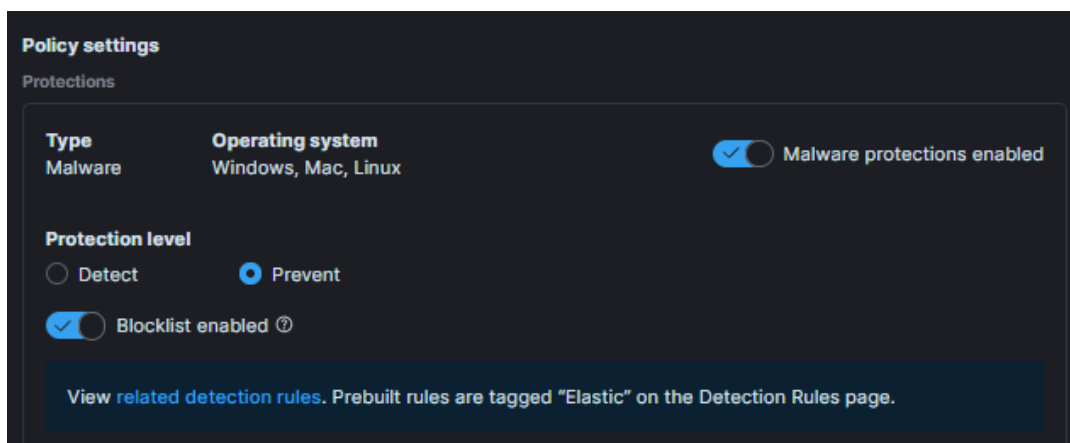 Policy settings
Protections
Type
Malware
Operating system
Windows, Mac, Linux
Malware protections enabled
Protection level
Detect
Prevent
Blocklist enabled
View related detection rules. Prebuilt rules are tagged “Elastic” on the Detection Rules page.